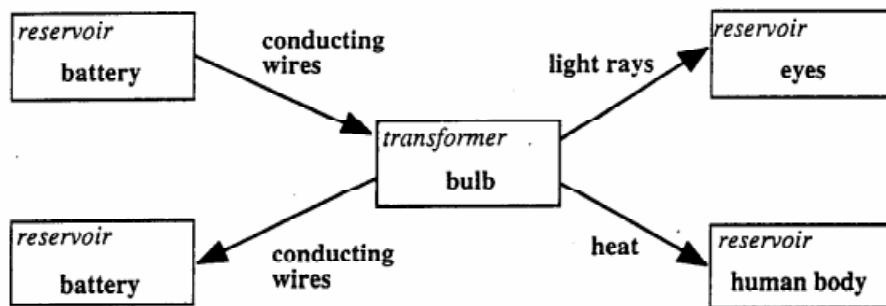 reservoir
battery
conducting
wires
light rays
reservoir
eyes
transformer
bulb
reservoir
battery
conducting
wires
heat
reservoir
human body